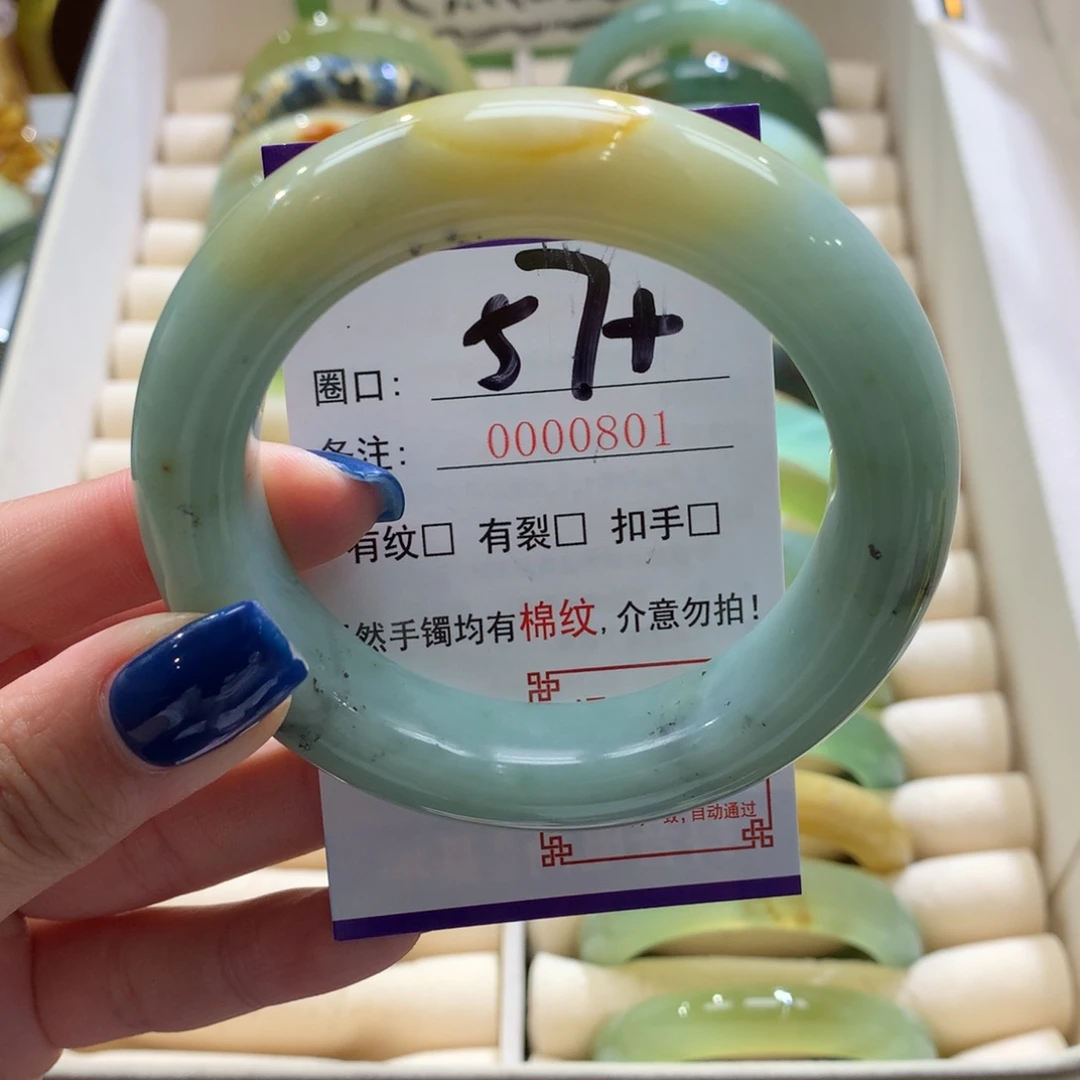 圈口: 57+
备注: 0000801
有纹□ 有裂□ 扣手□
然手镯均有棉纹,介意勿拍!
自动通过